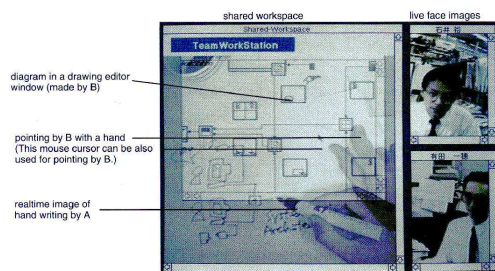 shared workspace
live face images
Shared-Workspace
TeamWorkStation
石井 裕
diagram in a drawing editor
window (made by B)
pointing by B with a hand
(This mouse cursor can be also
used for pointing by B.)
有田 一穂
realtime image of
hand writing by A